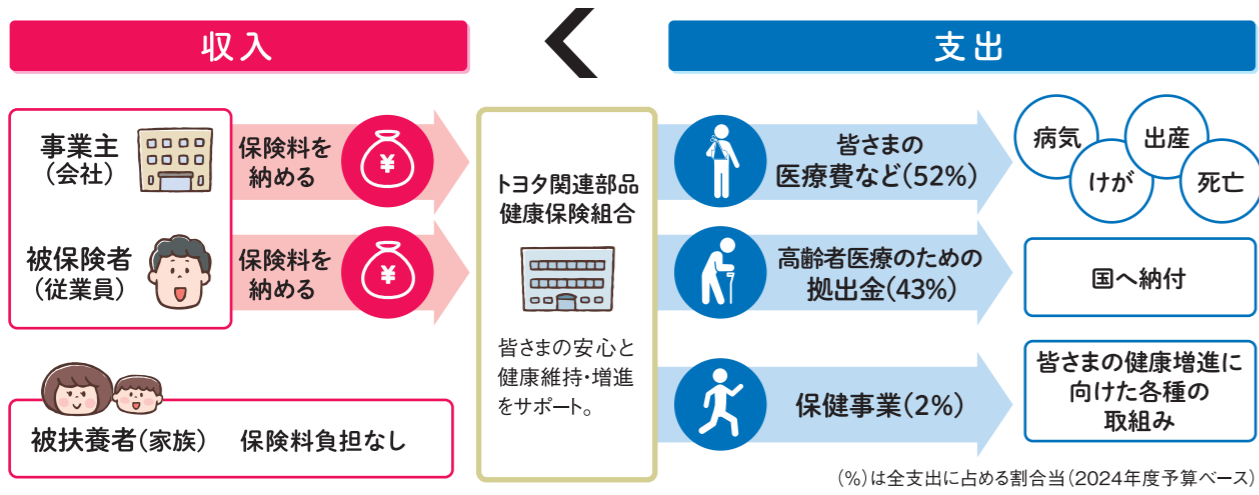 収入
<
支出
事業主
(会社)
保険料を
納める
¥
被保険者
(従業員)
保険料を
納める
¥
被扶養者(家族) 保険料負担なし
トヨタ関連部品
健康保険組合
皆さまの安心と
健康維持・増進
をサポート。
皆さまの
医療費など(52%)
病気
けが
出産
死亡
高齢者医療のための
拠出金(43%)
国へ納付
保健事業(2%)
皆さまの健康増進に
向けた各種の
取組み
(%)は全支出に占める割合当(2024年度予算ベース)